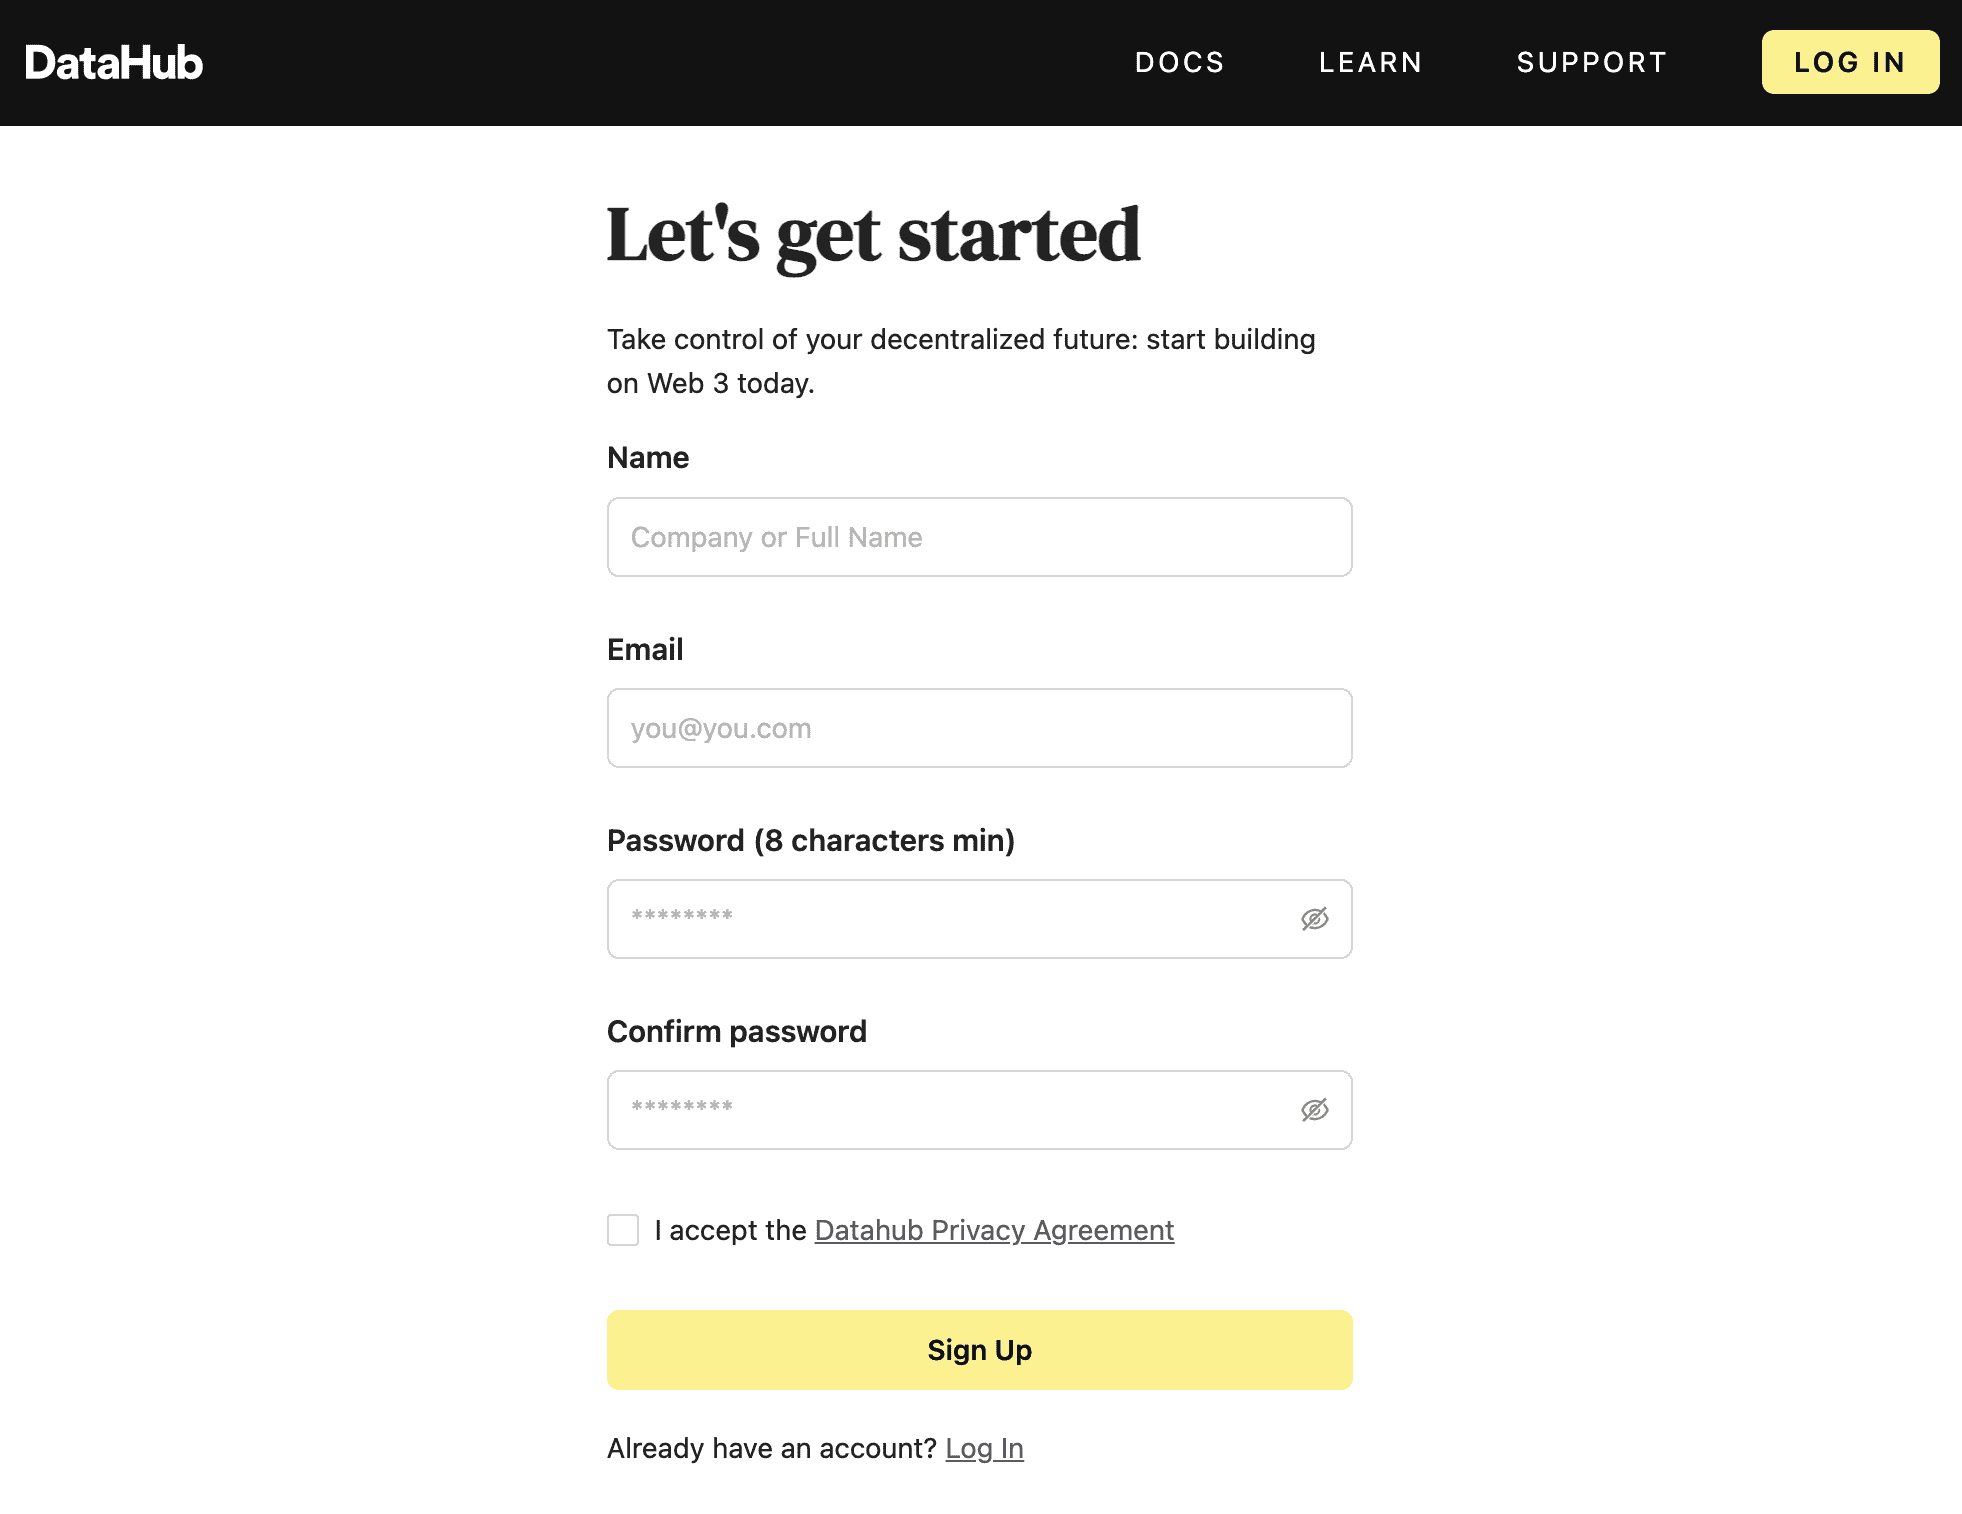 DataHub
DOCS
LEARN
SUPPORT
LOG IN
Let's get started
Take control of your decentralized future: start building
on Web 3 today.
Name
Company or Full Name
Email
you@you.com
Password (8 characters min)
********
Confirm password
********
I accept the Datahub Privacy Agreement
Sign Up
Already have an account? Log In